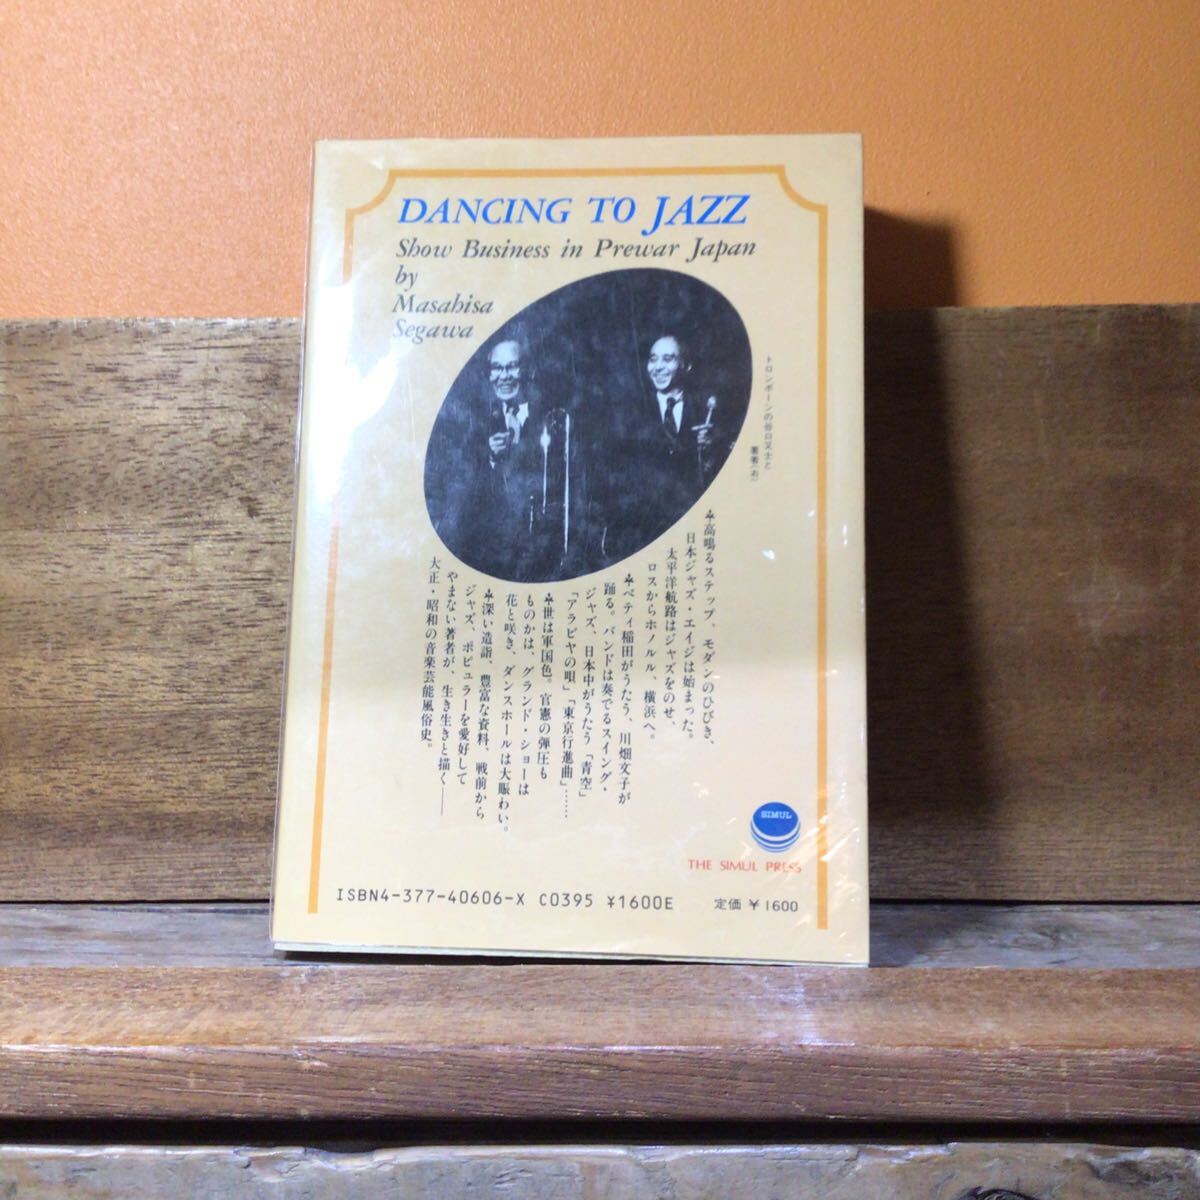 DANCING TO JAZZ
Show Business in Prewar Japan
by
Masahisa
Segawa
トロンボーンの谷口又士と
著者(右)
♣高鳴るステップ、モダンのひびき、
日本ジャズ・エイジは始まった。
太平洋航路はジャズをのせ、
ロスからホノルル、横浜へ。
♣ベティ稲田がうたう、川畑文子が
踊る。バンドは奏でるスイング・
ジャズ、日本中がうたう「青空」
「アラビヤの唄」「東京行進曲」……
♣世は軍国色。官憲の弾圧も
ものかは、グランド・ショーは
花と咲き、ダンスホールは大賑わい。
♣深い造詣、豊富な資料、戦前から
ジャズ、ポピュラーを愛好して
やまない著者が、生き生きと描く——
大正・昭和の音楽芸能風俗史。
SIMUL
THE SIMUL PRESS
ISBN4-377-40606-X C0395 ¥1600E
定価 ¥1600